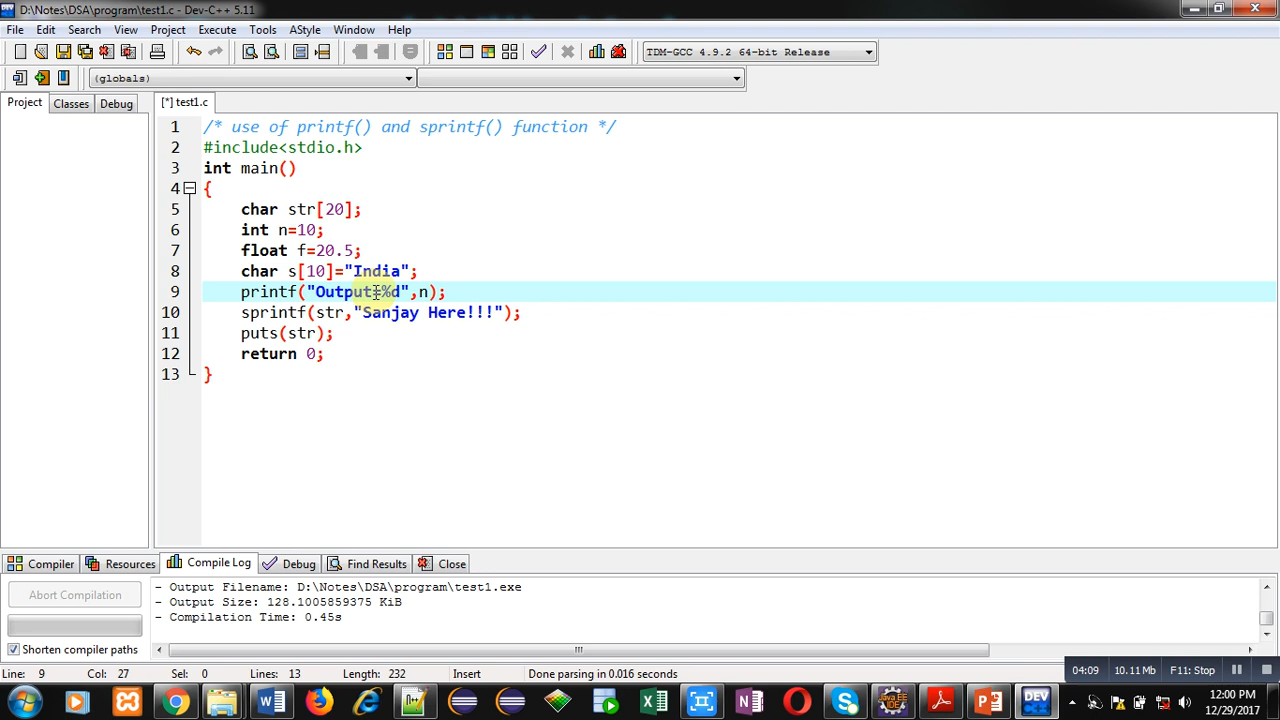 D:\Notes\DSA\program\test1.c - Dev-C++ 5.11
File Edit Search View Project Execute Tools AStyle Window Help
TDM-GCC 4.9.2 64-bit Release
(globals)
Project Classes Debug [*] test1.c
1 /* use of printf() and sprintf() function */
2 #include<stdio.h>
3 int main()
4 {
5 char str[20];
6 int n=10;
7 float f=20.5;
8 char s[10]="India";
9 printf("Output:%d",n);
10 sprintf(str,"Sanjay Here!!!");
11 puts(str);
12 return 0;
13 }
Compiler Resources Compile Log Debug Find Results Close
Abort Compilation
Shorten compiler paths
- Output Filename: D:\Notes\DSA\program\test1.exe
- Output Size: 128.1005859375 KiB
- Compilation Time: 0.45s
Line: 9 Col: 27 Sel: 0 Lines: 13 Length: 232 Insert Done parsing in 0.016 seconds
04:09 10.11 Mb F11: Stop
DEV
12:00 PM
12/29/2017